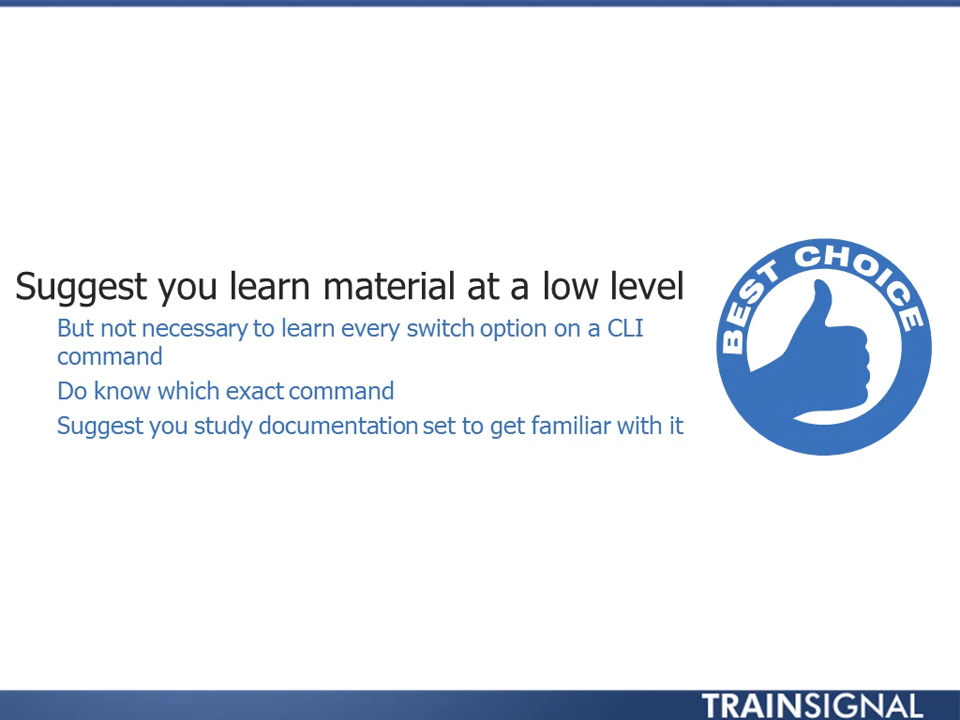 Suggest you learn material at a low level
But not necessary to learn every switch option on a CLI
command
Do know which exact command
Suggest you study documentation set to get familiar with it
BEST CHOICE
TRAINSIGNAL